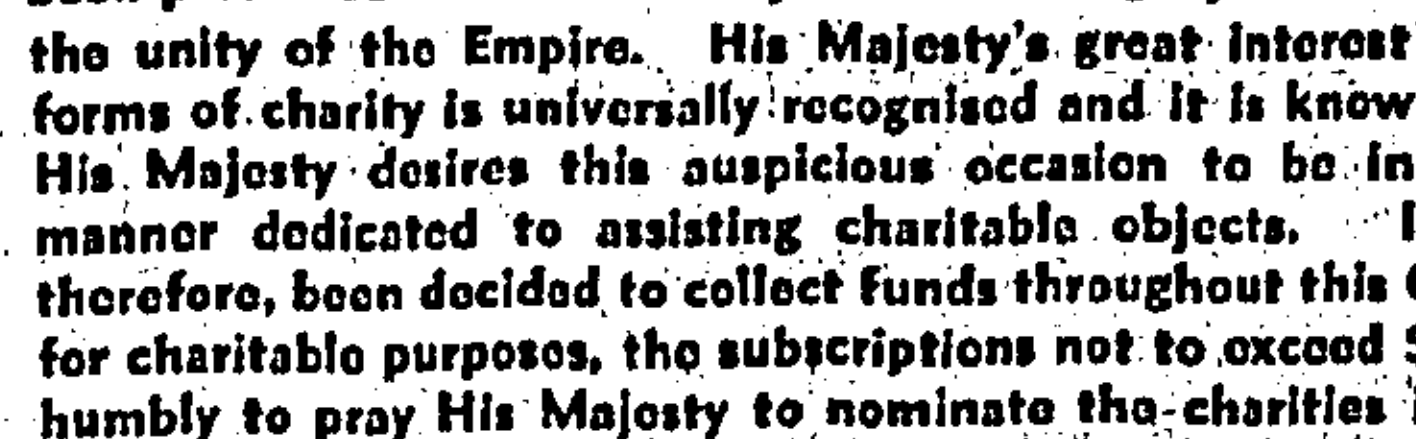 the unity of the Empire. His Majesty's great interest
forms of charity is universally recognised and it is know
His Majesty desires this auspicious occasion to be in
manner dedicated to assisting charitable objects.
therefore, been decided to collect funds throughout this
for charitable purposes, the subscriptions not to exceed
humbly to pray His Majesty to nominate the charities